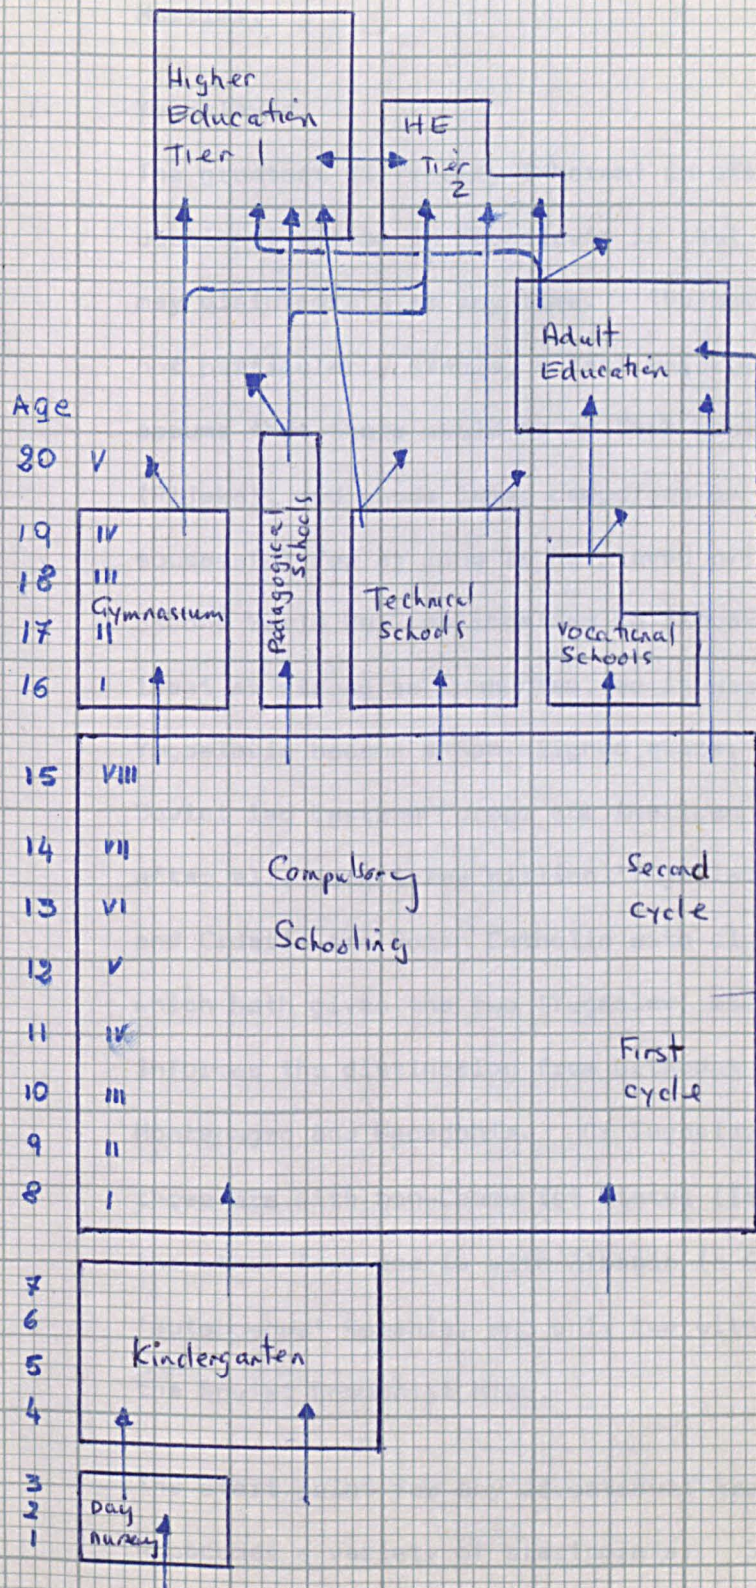 Higher
Education
Tier 1
HE
Tier
2
Adult
Education
Age
20 V
19 IV
18 III
Gymnasium
17 II
16 I
Pedagogical
Schools
Technical
Schools
Vocational
Schools
15 VIII
14 VII
13 VI
12 V
11 IV
10 III
9 II
8 I
Compulsory
Schooling
Second
cycle
First
cycle
7
6
5
4
Kindergarten
3
2
1
Day
nursery